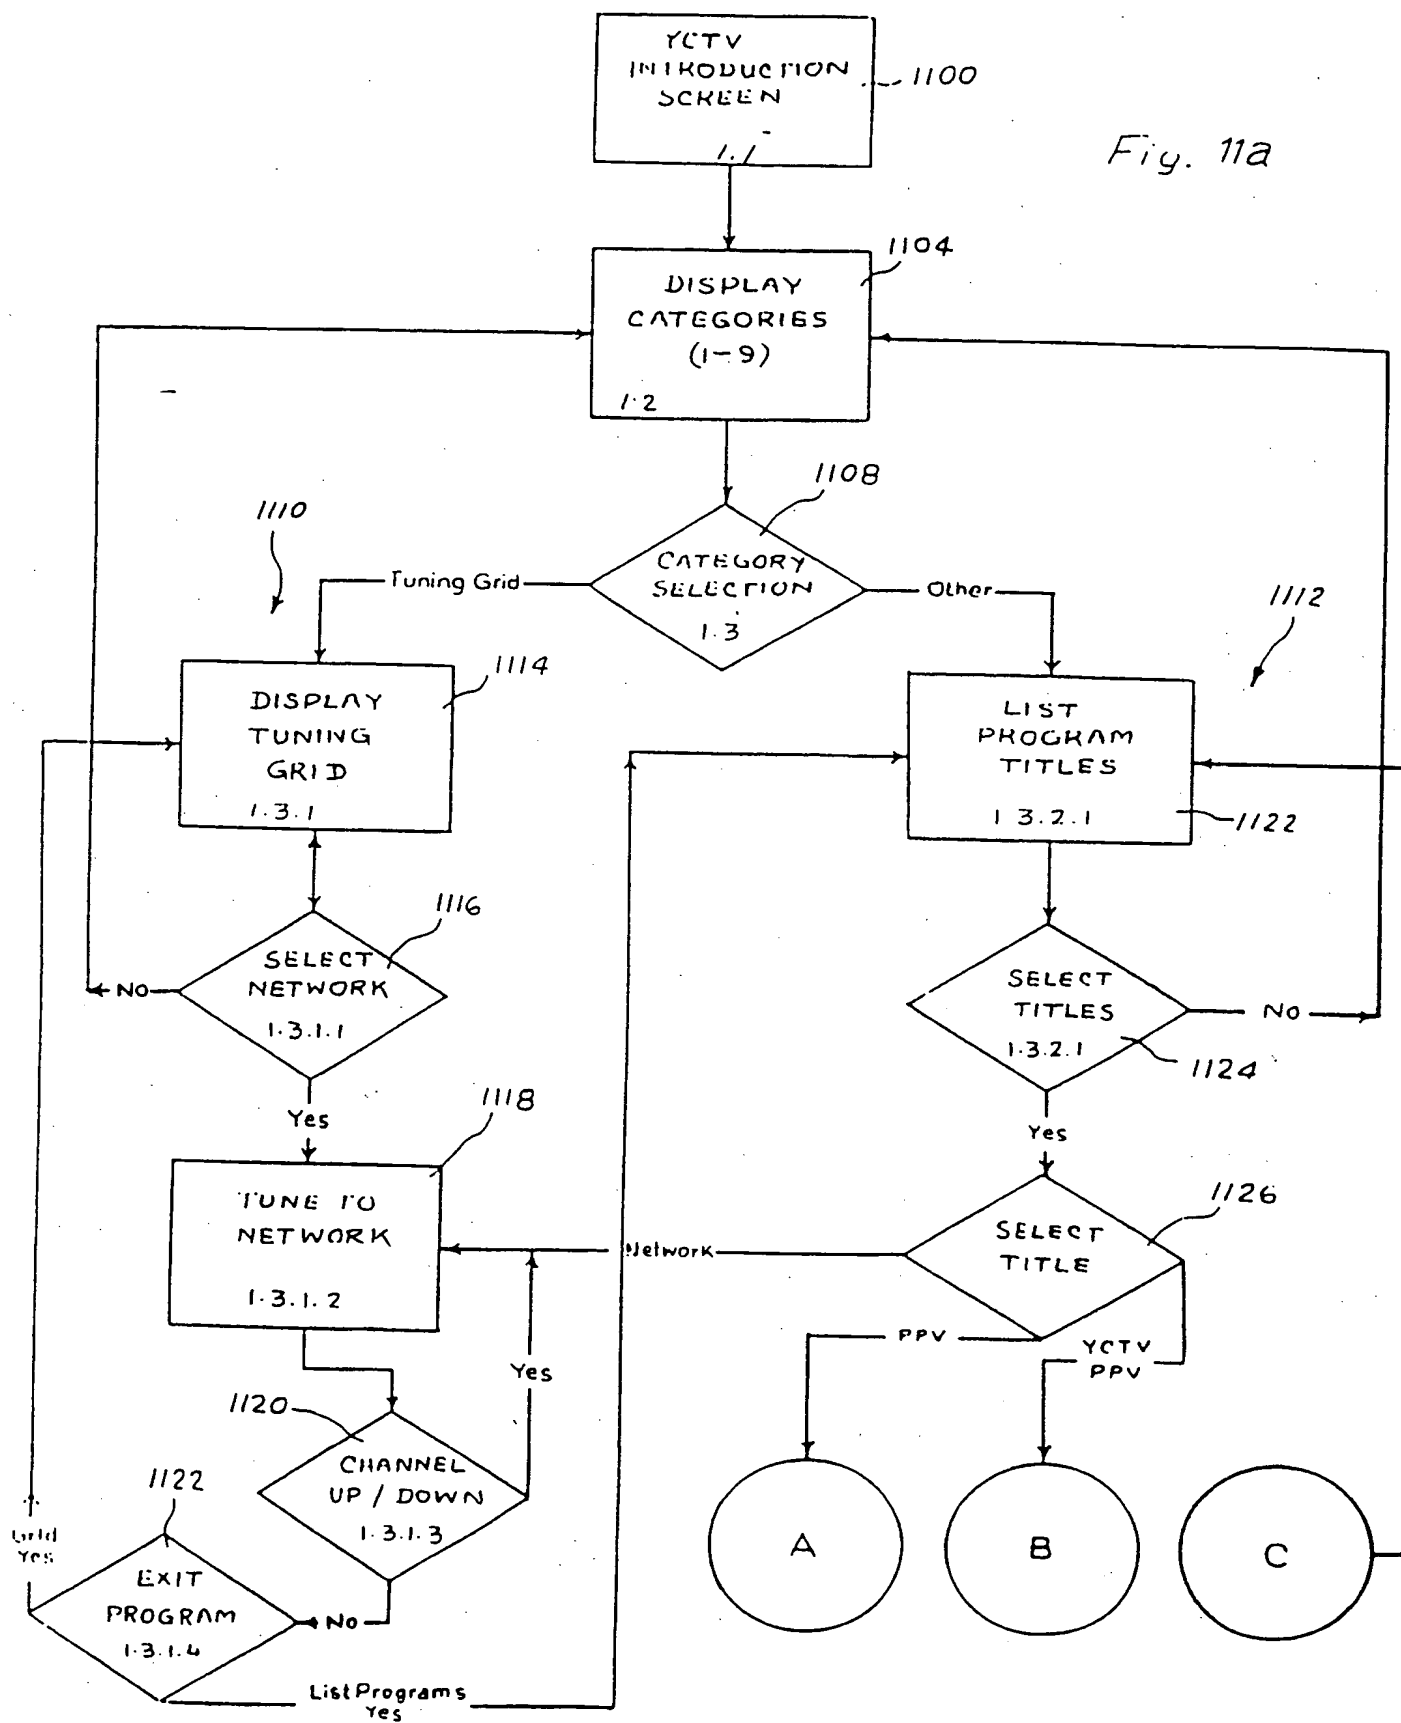 YCTV
INTRODUCTION
SCREEN
1.1
1100
Fig. 11a
1104
DISPLAY
CATEGORIES
(1-9)
1.2
1108
CATEGORY
SELECTION
1.3
Tuning Grid
Other
1110
1112
1114
DISPLAY
TUNING
GRID
1.3.1
LIST
PROGRAM
TITLES
1 3.2.1
1122
1116
SELECT
NETWORK
1.3.1.1
No
Yes
SELECT
TITLES
1.3.2.1
No
1124
Yes
1118
TUNE TO
NETWORK
1.3.1.2
1126
SELECT
TITLE
Network
PPV
YCTV
PPV
Yes
1120
CHANNEL
UP / DOWN
1.3.1.3
No
1122
EXIT
PROGRAM
1.3.1.4
Grid
Yes
List Programs
Yes
A
B
C